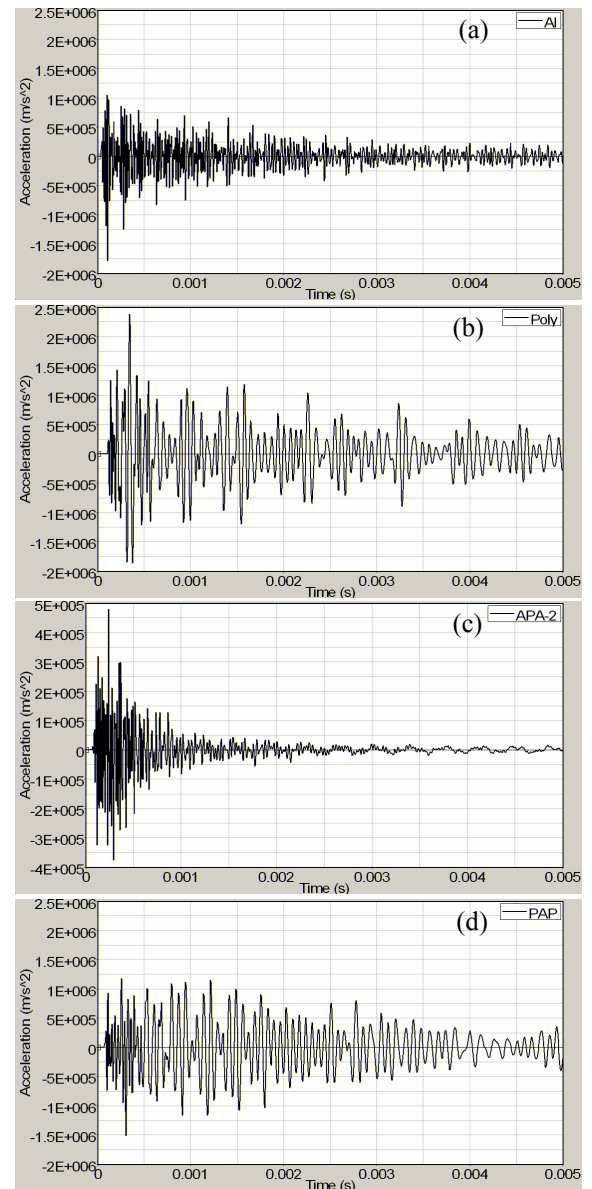 2.5E+006
(a)
Al
2E+006
1.5E+006
1E+006
5E+005
0
-5E+005
-1E+006
-1.5E+006
-2E+006
Acceleration (m/s^2)
0 0.001 0.002 0.003 0.004 0.005
Time (s)
2.5E+006
(b)
Poly
2E+006
1.5E+006
1E+006
5E+005
0
-5E+005
-1E+006
-1.5E+006
-2E+006
Acceleration (m/s^2)
0 0.001 0.002 0.003 0.004 0.005
Time (s)
5E+005
(c)
APA-2
4E+005
3E+005
2E+005
1E+005
0
-1E+005
-2E+005
-3E+005
-4E+005
Acceleration (m/s^2)
0 0.001 0.002 0.003 0.004 0.005
Time (s)
2.5E+006
(d)
PAP
2E+006
1.5E+006
1E+006
5E+005
0
-5E+005
-1E+006
-1.5E+006
-2E+006
Acceleration (m/s^2)
0 0.001 0.002 0.003 0.004 0.005
Time (s)